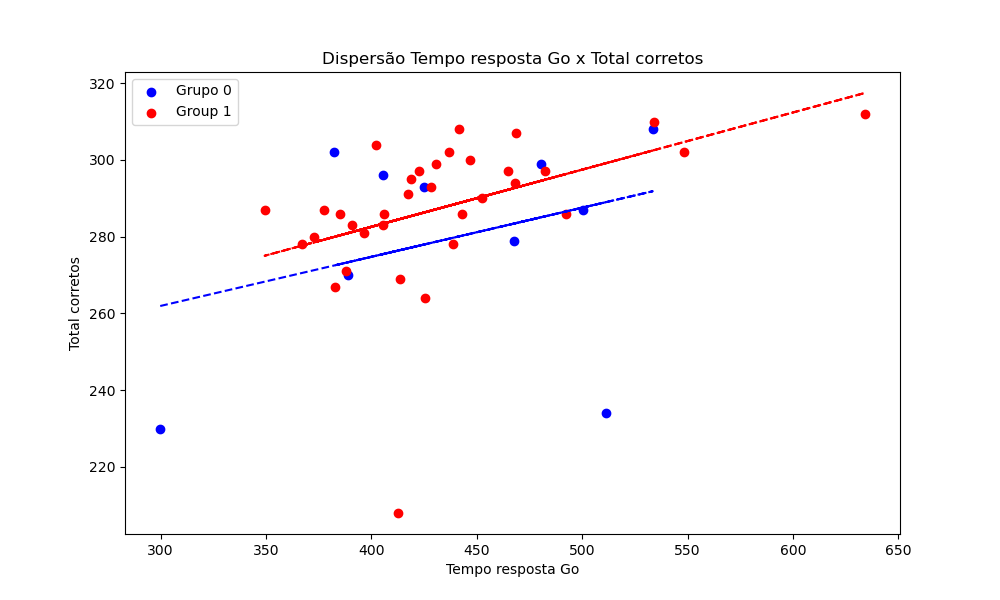 Dispersão Tempo resposta Go x Total corretos
Grupo 0
Group 1
Total corretos
320
300
280
260
240
220
300
350
400
450
500
550
600
650
Tempo resposta Go